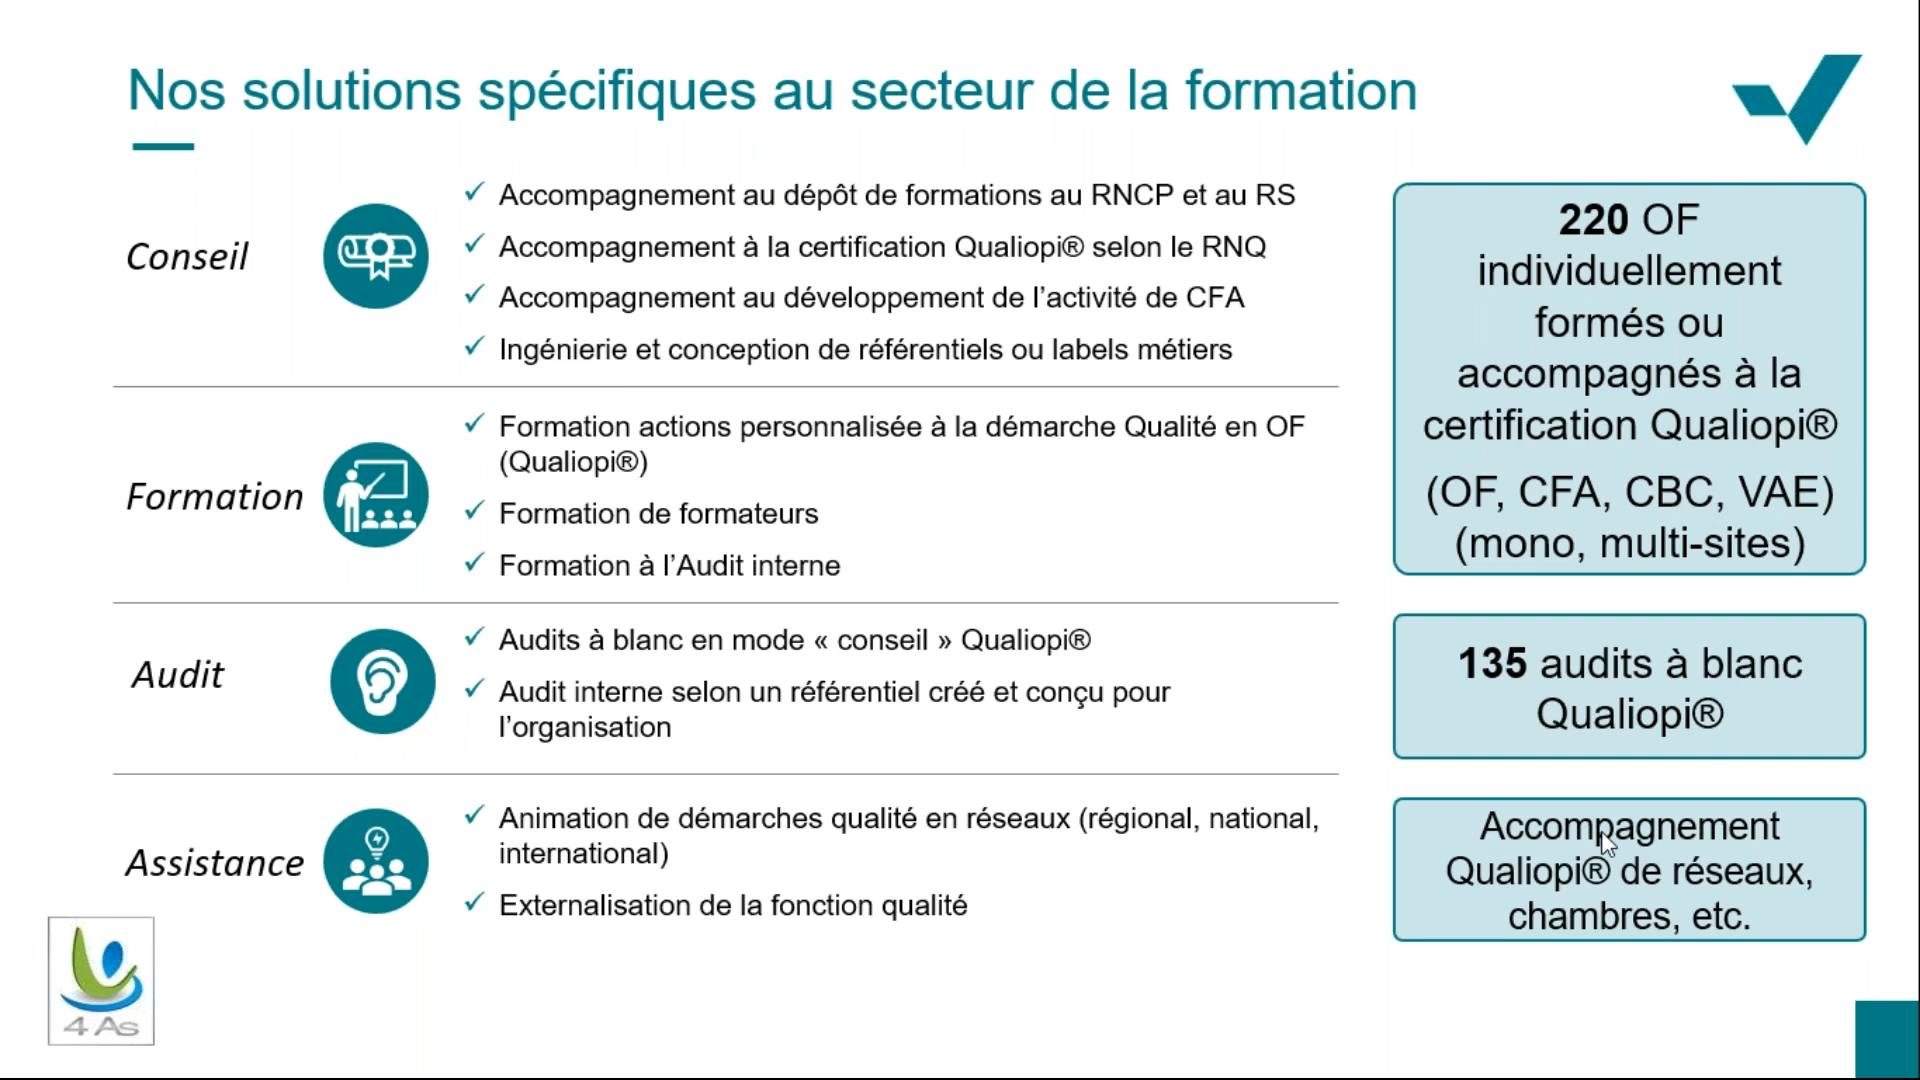 Nos solutions spécifiques au secteur de la formation
Conseil
✓ Accompagnement au dépôt de formations au RNCP et au RS
✓ Accompagnement à la certification Qualiopi® selon le RNQ
✓ Accompagnement au développement de l’activité de CFA
✓ Ingénierie et conception de référentiels ou labels métiers
Formation
✓ Formation actions personnalisée à la démarche Qualité en OF
(Qualiopi®)
✓ Formation de formateurs
✓ Formation à l’Audit interne
Audit
✓ Audits à blanc en mode « conseil » Qualiopi®
✓ Audit interne selon un référentiel créé et conçu pour
l’organisation
Assistance
✓ Animation de démarches qualité en réseaux (régional, national,
international)
✓ Externalisation de la fonction qualité
220 OF
individuellement
formés ou
accompagnés à la
certification Qualiopi®
(OF, CFA, CBC, VAE)
(mono, multi-sites)
135 audits à blanc
Qualiopi®
Accompagnement
Qualiopi® de réseaux,
chambres, etc.
4 As